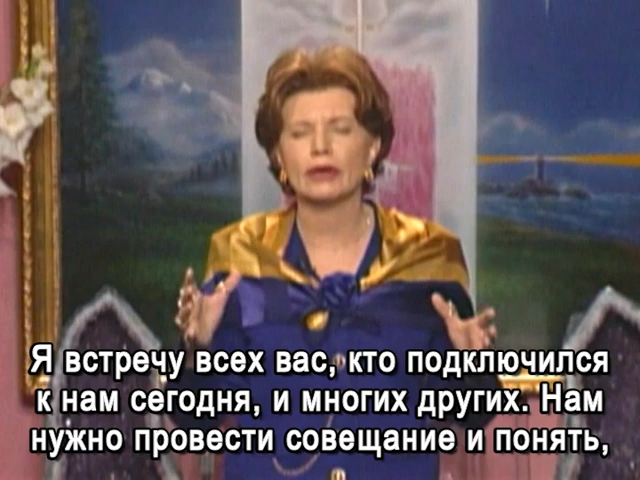 Я встречу всех вас, кто подключился
к нам сегодня, и многих других. Нам
нужно провести совещание и понять,